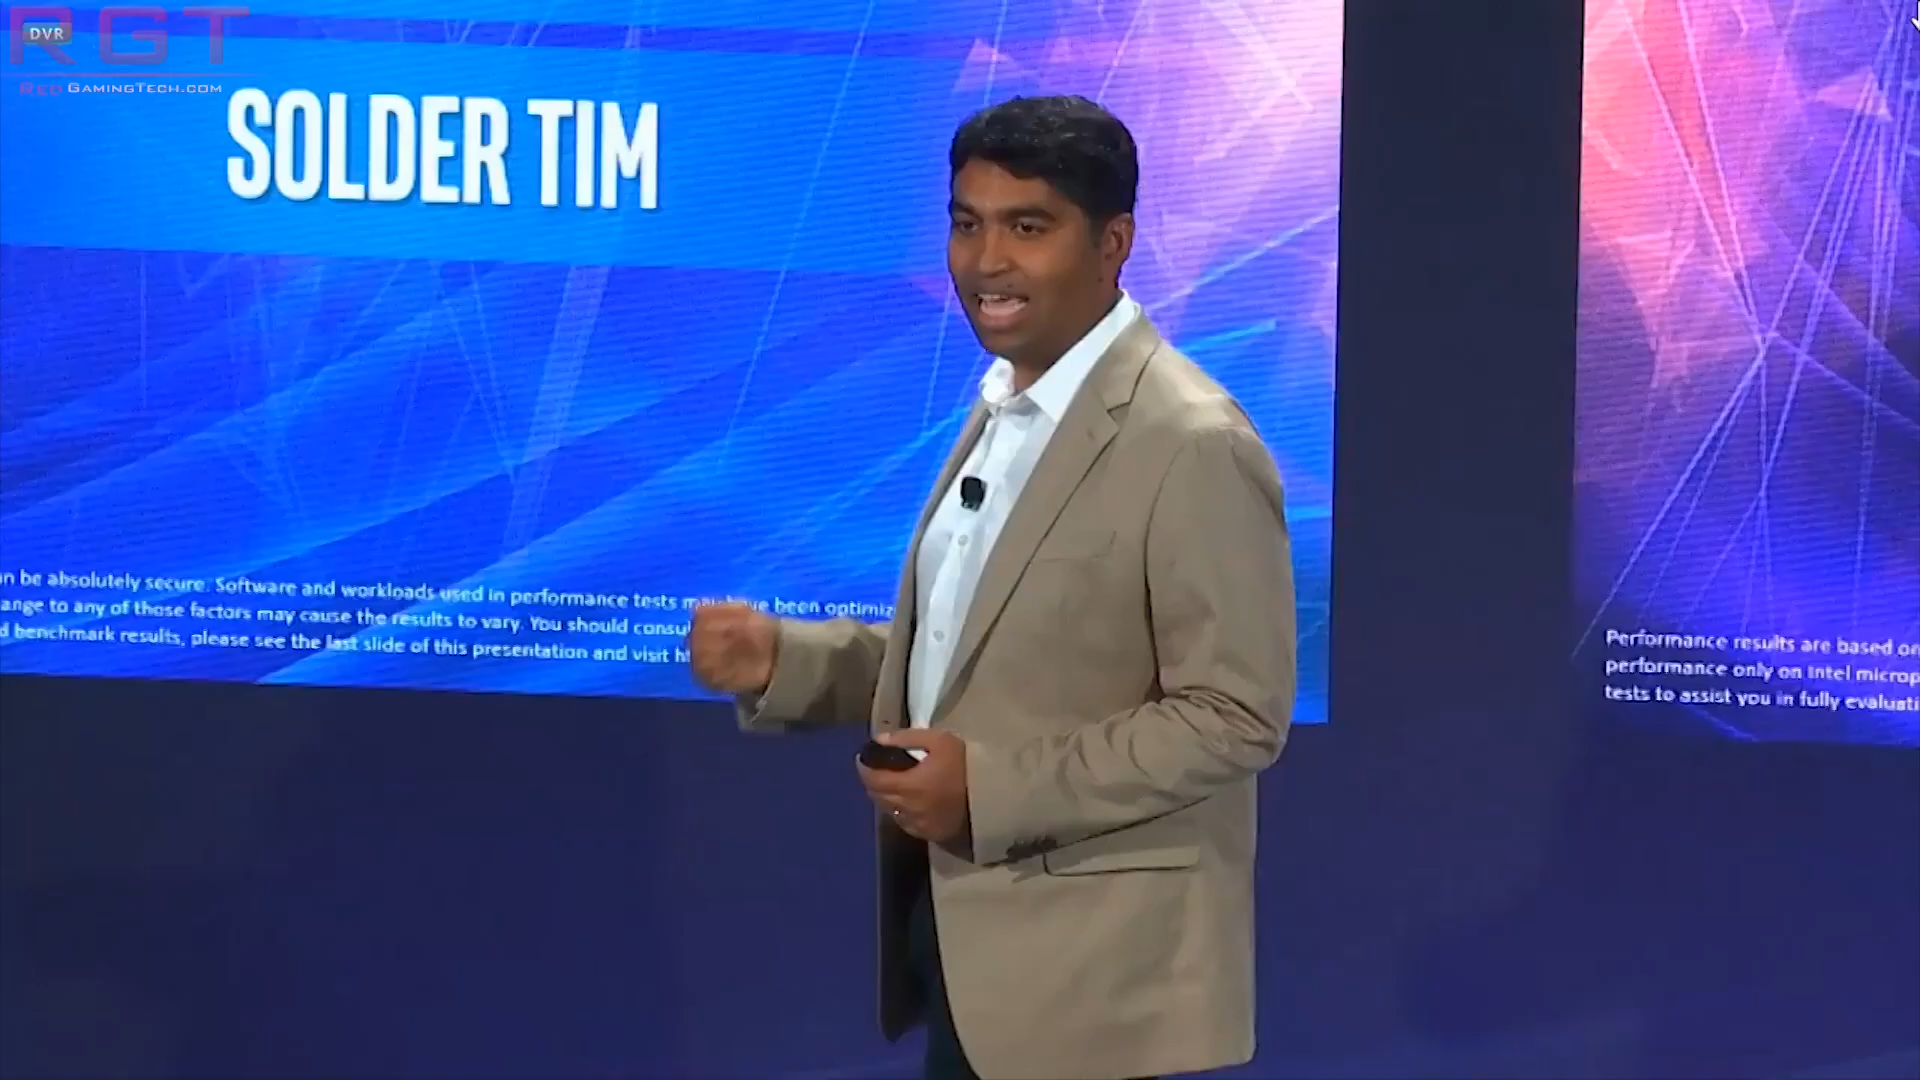 RGT
DVR
REDGAMINGTECH.COM
SOLDER TIM
n be absolutely secure. Software and workloads used in performance tests may have been optimiz
ange to any of those factors may cause the results to vary. You should consul
d benchmark results, please see the last slide of this presentation and visit h
Performance results are based on
performance only on Intel microp
tests to assist you in fully evaluati